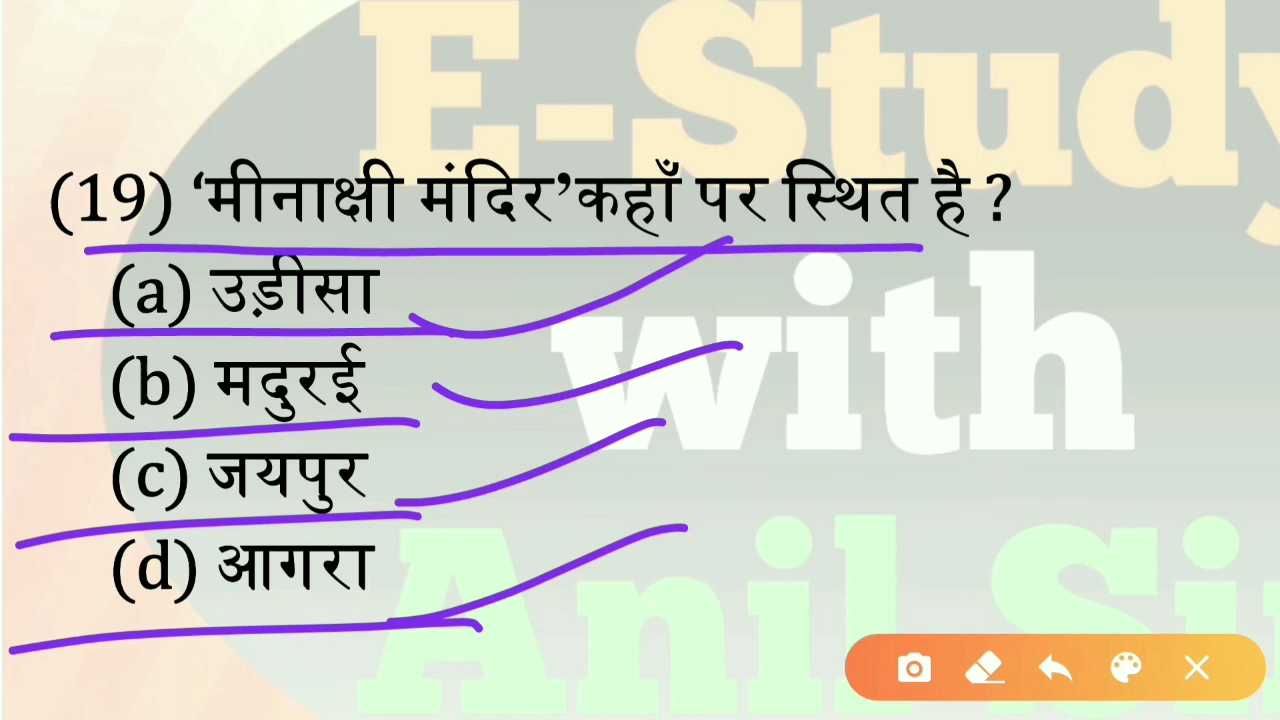 E-Study
with
Anil Si
(19) ‘मीनाक्षी मंदिर’कहाँ पर स्थित है ?
(a) उड़ीसा
(b) मदुरई
(c) जयपुर
(d) आगरा